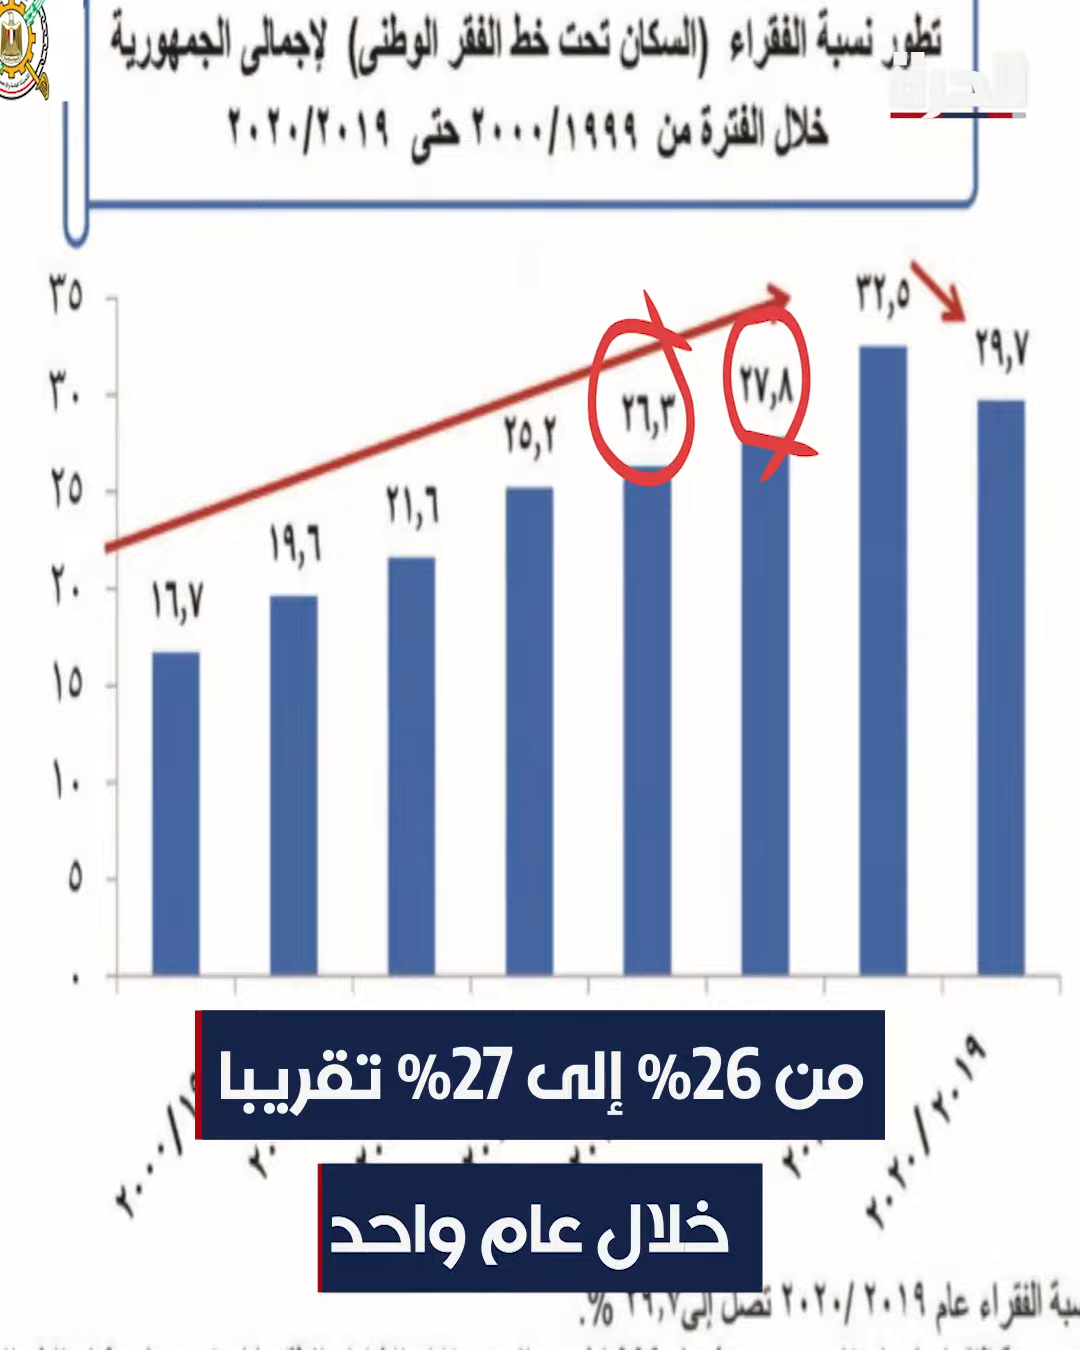 تطور نسبة الفقراء (السكان تحت خط الفقر الوطنى) لإجمالى الجمهورية
خلال الفترة من ٢٠٠٠/١٩٩٩ حتى ٢٠٢٠/٢٠١٩
الحرة
٣٥
٣٠
٢٥
٢٠
١٥
١٠
٥
٠
١٦,٧
١٩,٦
٢١,٦
٢٥,٢
٢٦,٣
٢٧,٨
٣٢,٥
٢٩,٧
٢٠٢٠/٢٠١٩
من 26% إلى 27% تقريبا
خلال عام واحد
الفقراء عام ٢٠١٩ /٢٠٢٠ تصل إلى ٢٩,٧ %.